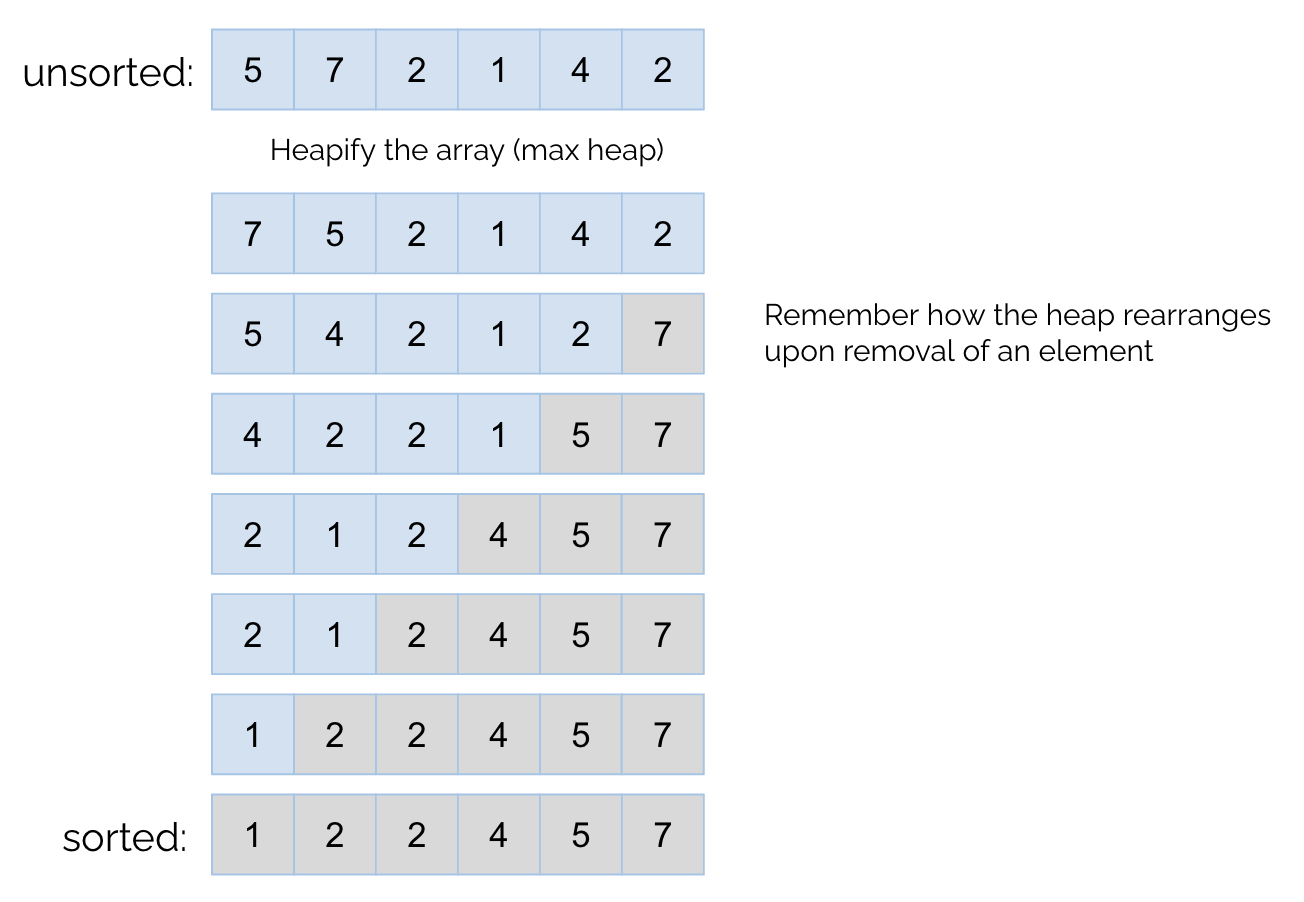 unsorted: 5 7 2 1 4 2
Heapify the array (max heap)
7 5 2 1 4 2
5 4 2 1 2 7
Remember how the heap rearranges
upon removal of an element
4 2 2 1 5 7
2 1 2 4 5 7
2 1 2 4 5 7
1 2 2 4 5 7
sorted: 1 2 2 4 5 7